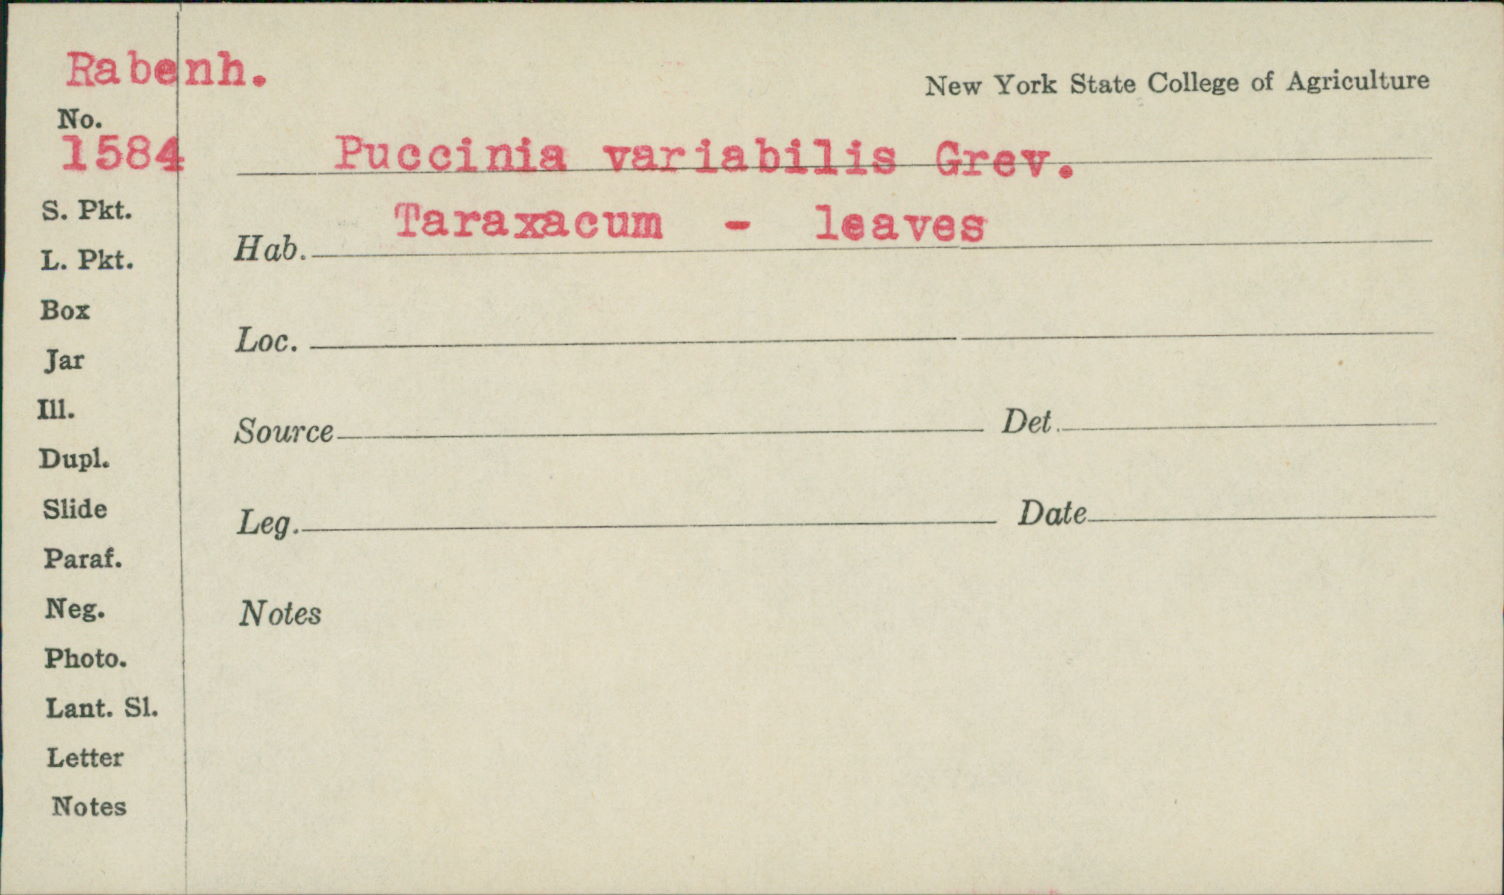 Rabenh.
New York State College of Agriculture
No.
1584 Puccinia variabilis Grev.
S. Pkt.
Hab. Taraxacum - leaves
L. Pkt.
Box
Loc.
Jar
Ill.
Source Det.
Dupl.
Slide
Leg. Date
Paraf.
Neg.
Notes
Photo.
Lant. Sl.
Letter
Notes